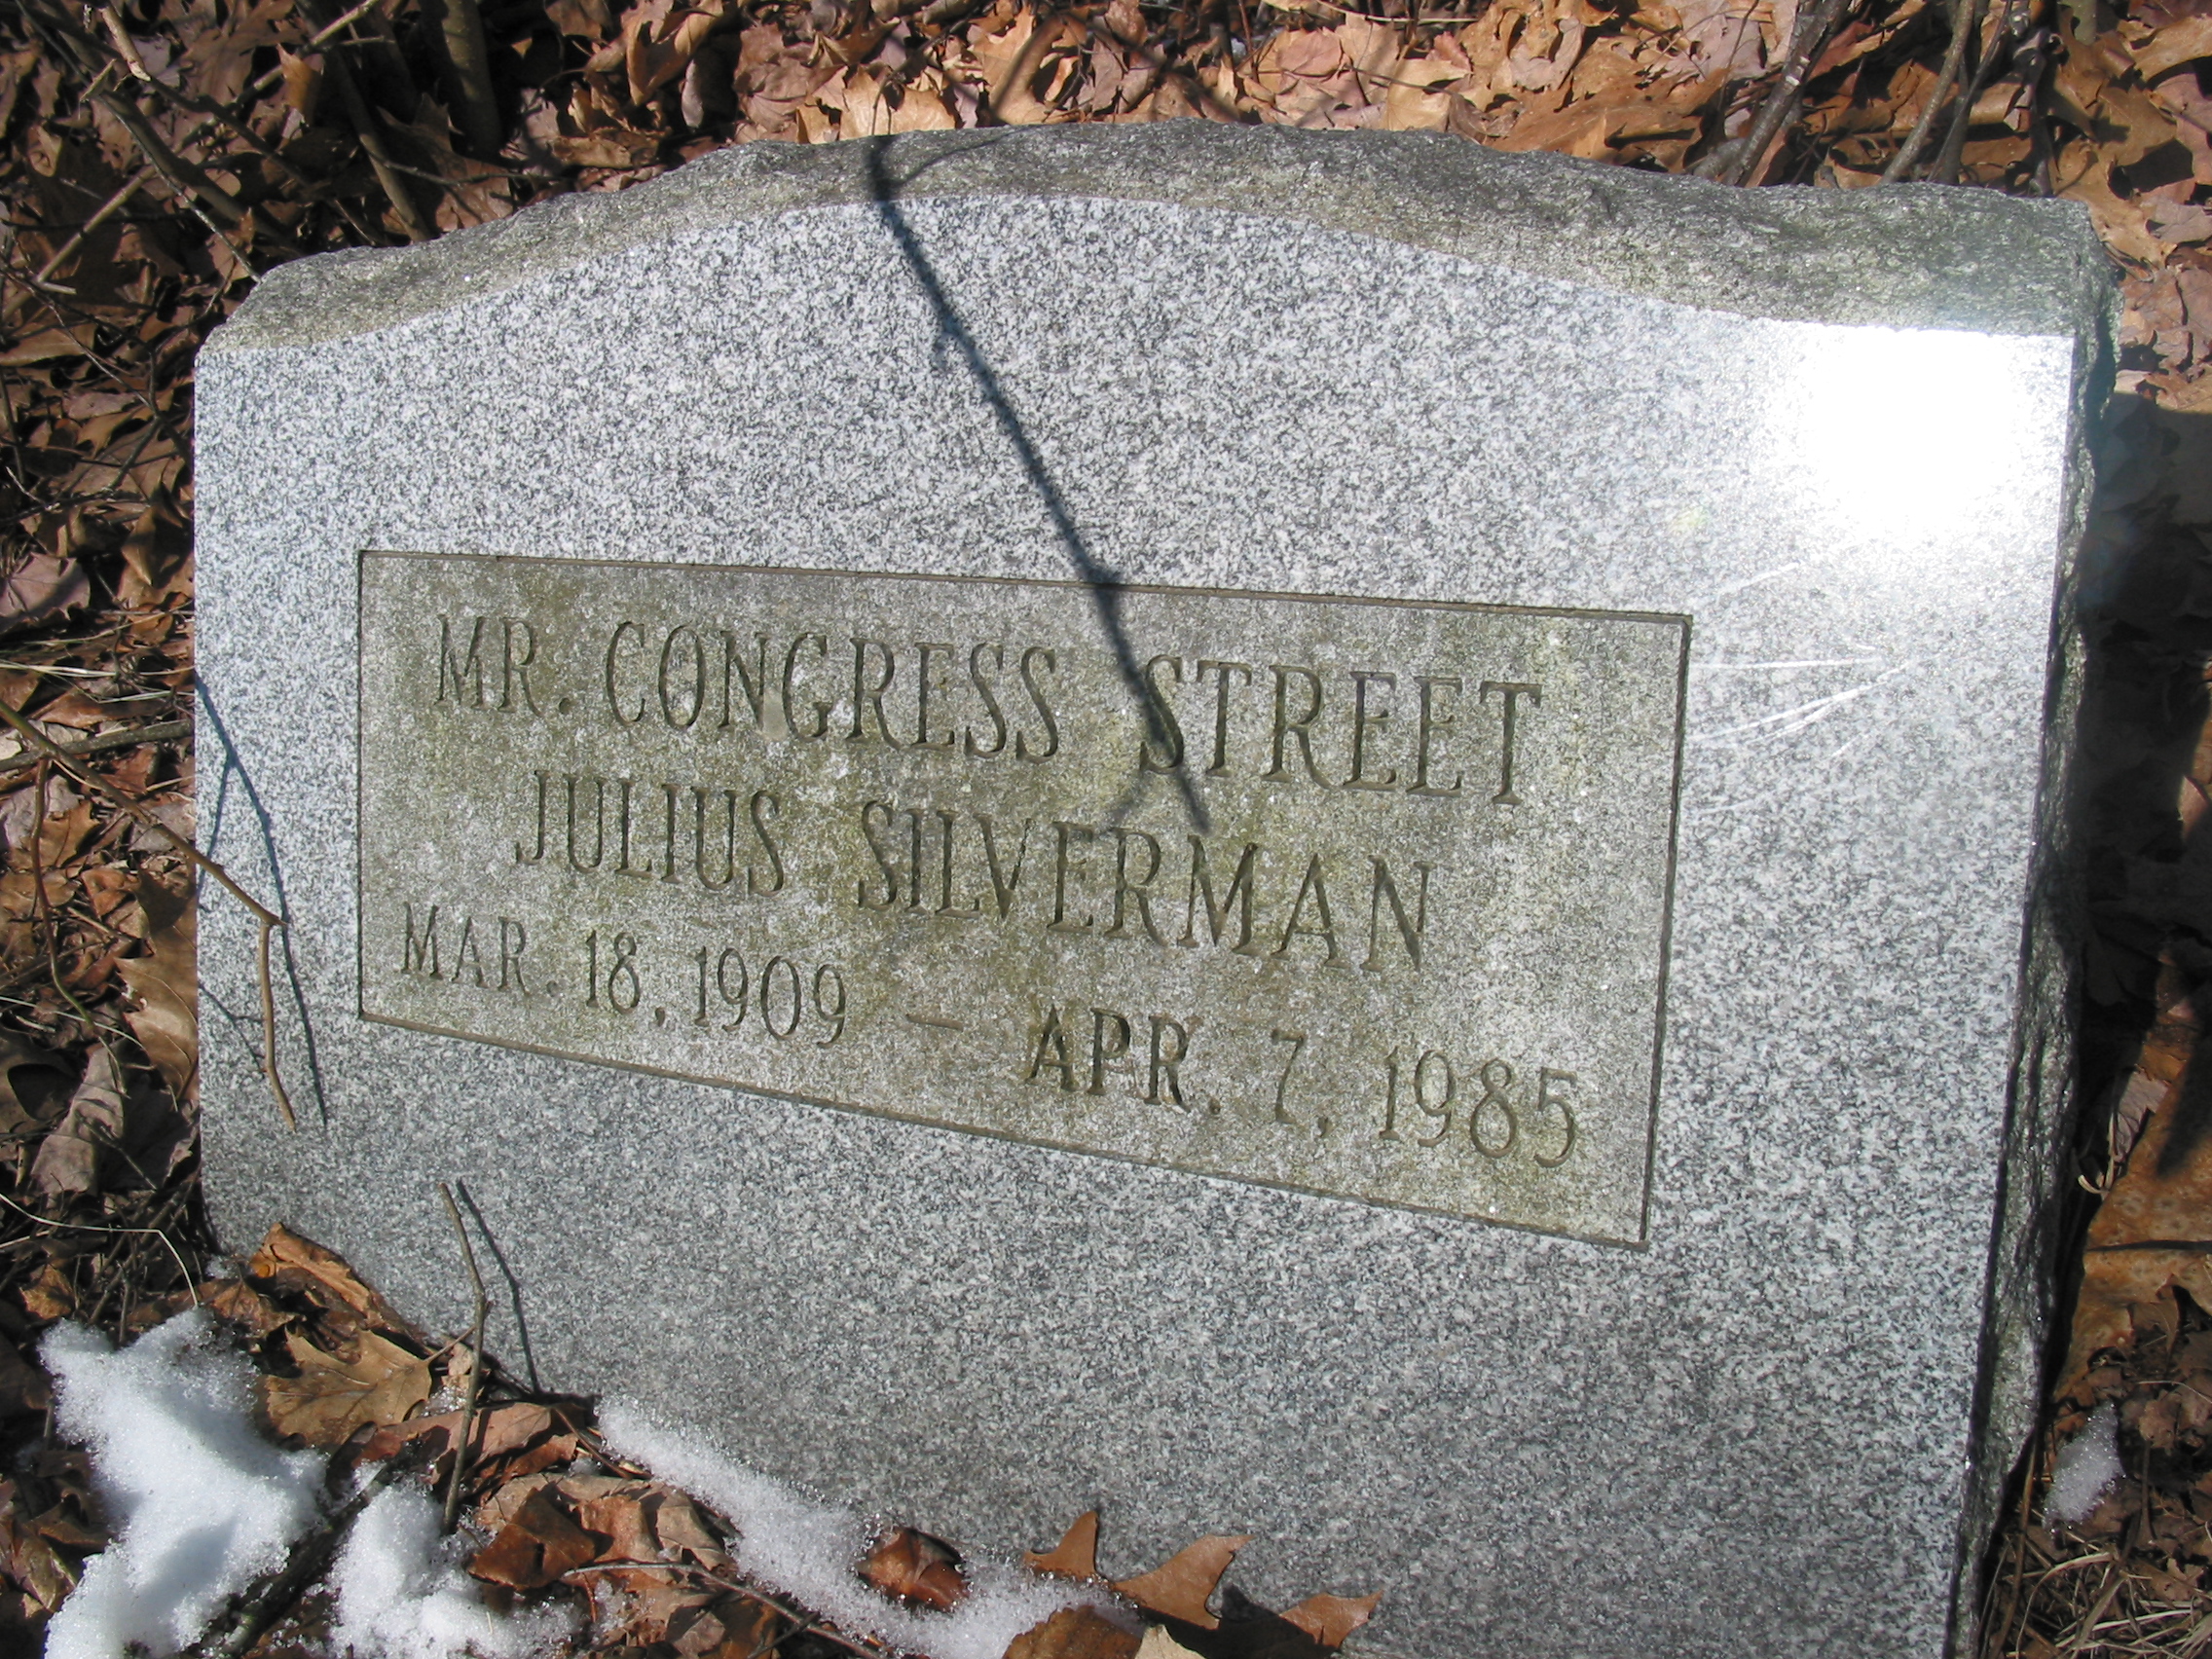 MR. CONGRESS STREET
JULIUS SILVERMAN
MAR. 18, 1909 — APR. 7, 1985